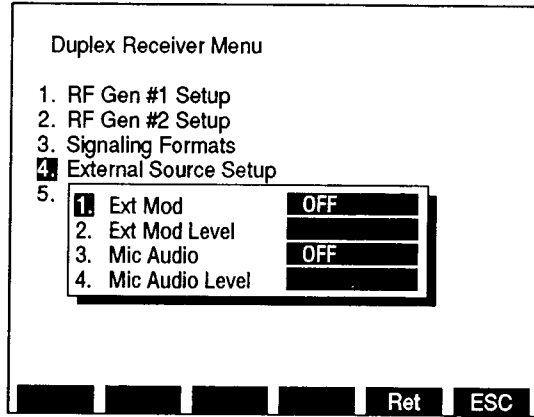 Duplex Receiver Menu
1. RF Gen #1 Setup
2. RF Gen #2 Setup
3. Signaling Formats
4. External Source Setup
5.
1. Ext Mod OFF
2. Ext Mod Level
3. Mic Audio OFF
4. Mic Audio Level
Ret ESC